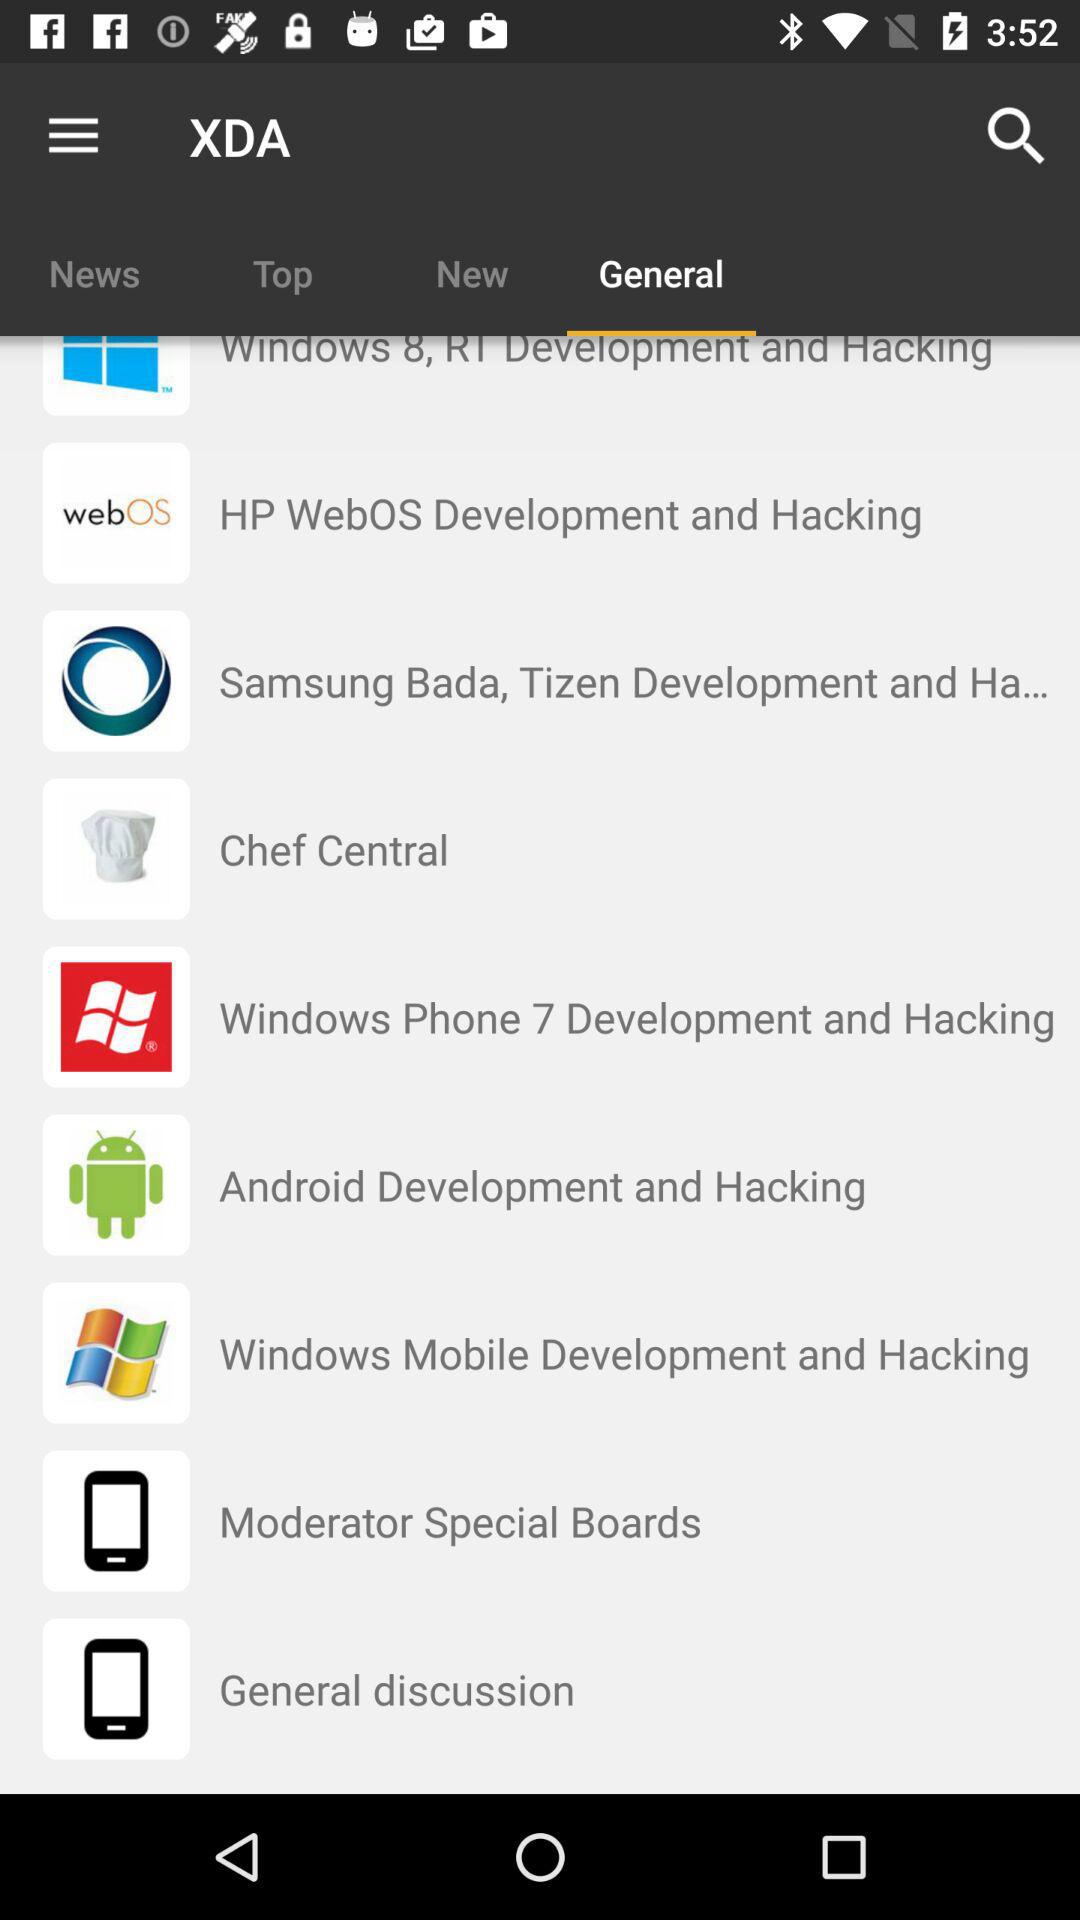 FAKE
3:52
XDA
News Top New General
Windows 8, RT Development and Hacking
TM
webOS
HP WebOS Development and Hacking
Samsung Bada, Tizen Development and Ha...
Chef Central
Windows Phone 7 Development and Hacking
®
Android Development and Hacking
Windows Mobile Development and Hacking
Moderator Special Boards
General discussion